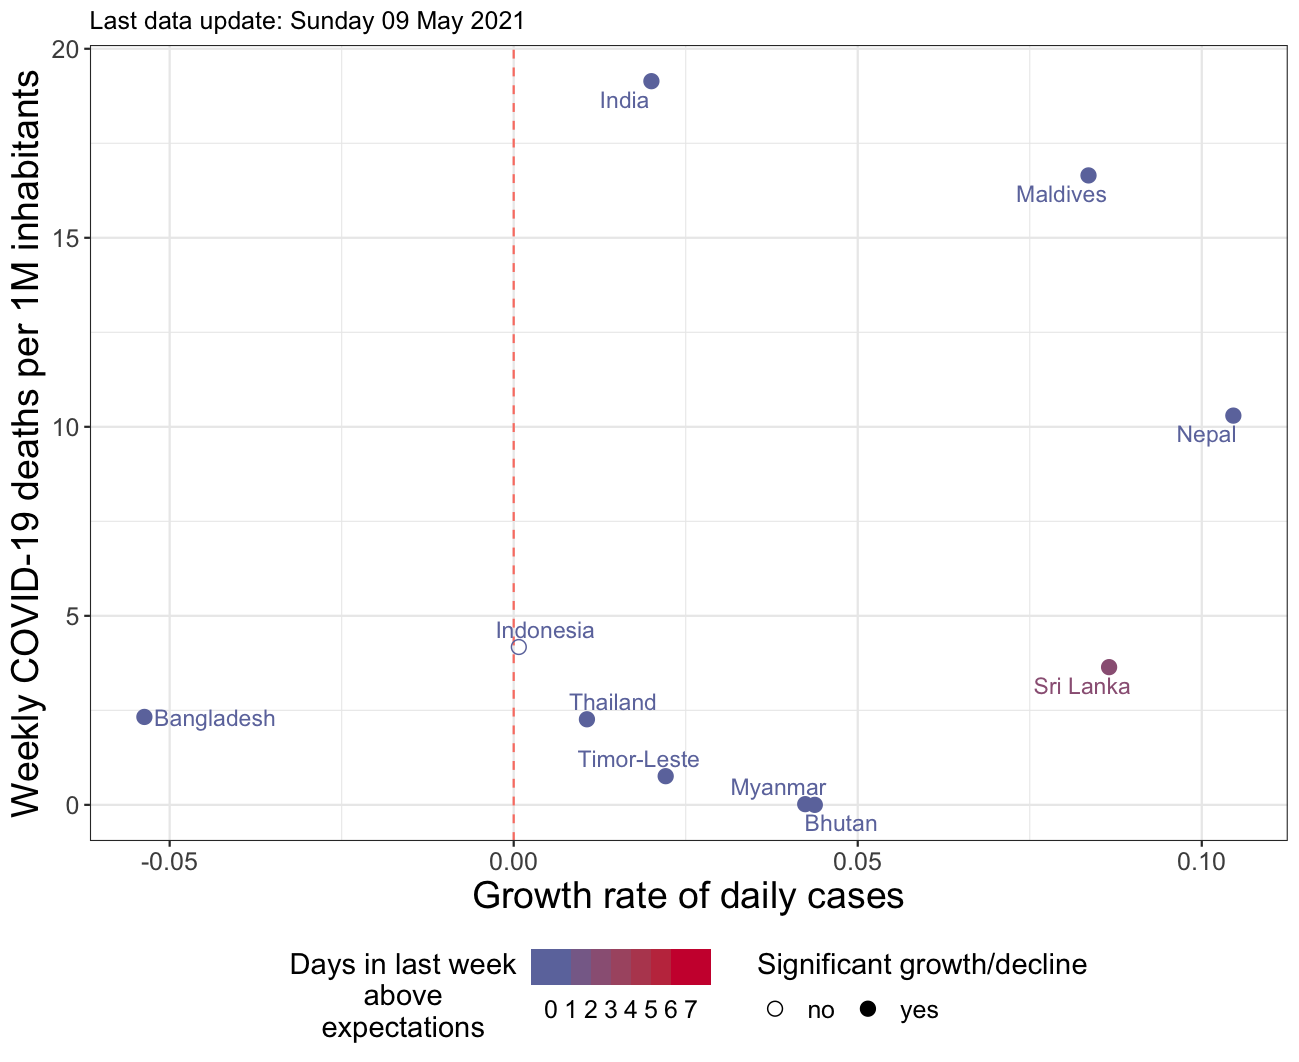 Last data update: Sunday 09 May 2021
Weekly COVID-19 deaths per 1M inhabitants
20
15
10
5
0
India
Maldives
Nepal
Indonesia
Sri Lanka
Thailand
Bangladesh
Timor-Leste
Myanmar
Bhutan
-0.05 0.00 0.05 0.10
Growth rate of daily cases
Days in last week
above
expectations
0 1 2 3 4 5 6 7
Significant growth/decline
no yes